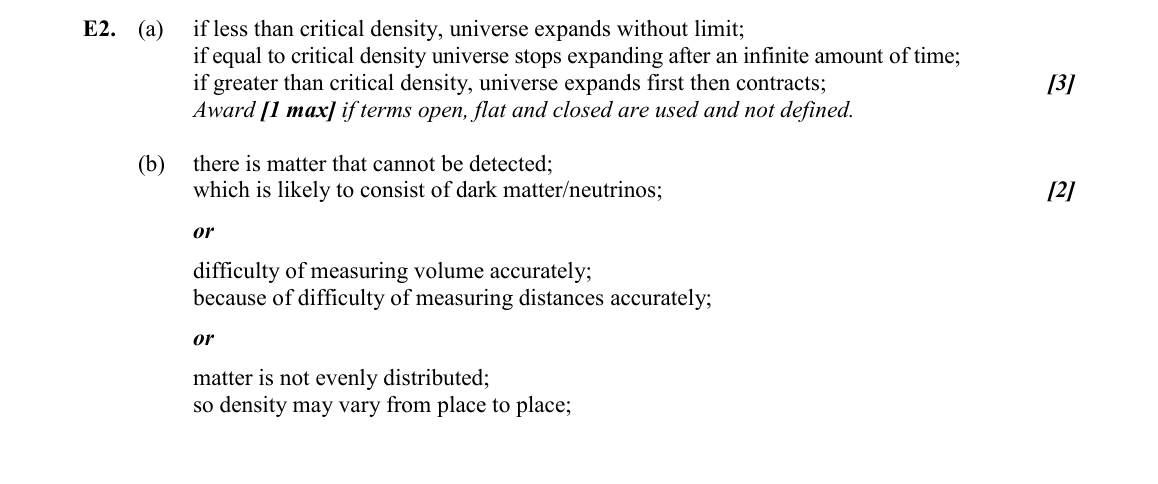 E2. (a) if less than critical density, universe expands without limit;
if equal to critical density universe stops expanding after an infinite amount of time;
if greater than critical density, universe expands first then contracts; [3]
Award [1 max] if terms open, flat and closed are used and not defined.
(b) there is matter that cannot be detected;
which is likely to consist of dark matter/neutrinos; [2]
or
difficulty of measuring volume accurately;
because of difficulty of measuring distances accurately;
or
matter is not evenly distributed;
so density may vary from place to place;